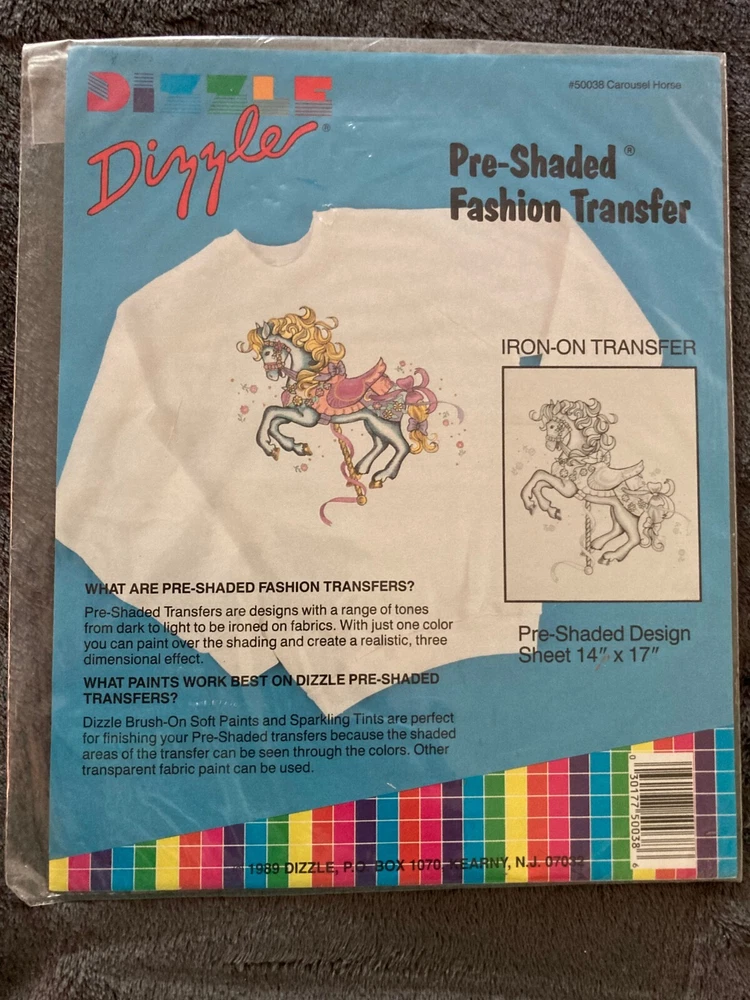 DIZZLE
#50038 Carousel Horse
Dizzle®
Pre-Shaded®
Fashion Transfer
IRON-ON TRANSFER
WHAT ARE PRE-SHADED FASHION TRANSFERS?
Pre-Shaded Transfers are designs with a range of tones
from dark to light to be ironed on fabrics. With just one color
you can paint over the shading and create a realistic, three
dimensional effect.
Pre-Shaded Design
Sheet 14" x 17"
WHAT PAINTS WORK BEST ON DIZZLE PRE-SHADED
TRANSFERS?
Dizzle Brush-On Soft Paints and Sparkling Tints are perfect
for finishing your Pre-Shaded transfers because the shaded
areas of the transfer can be seen through the colors. Other
transparent fabric paint can be used.
0 30177 50038 6
1989 DIZZLE, P.O. BOX 1070, KEARNY, N.J.